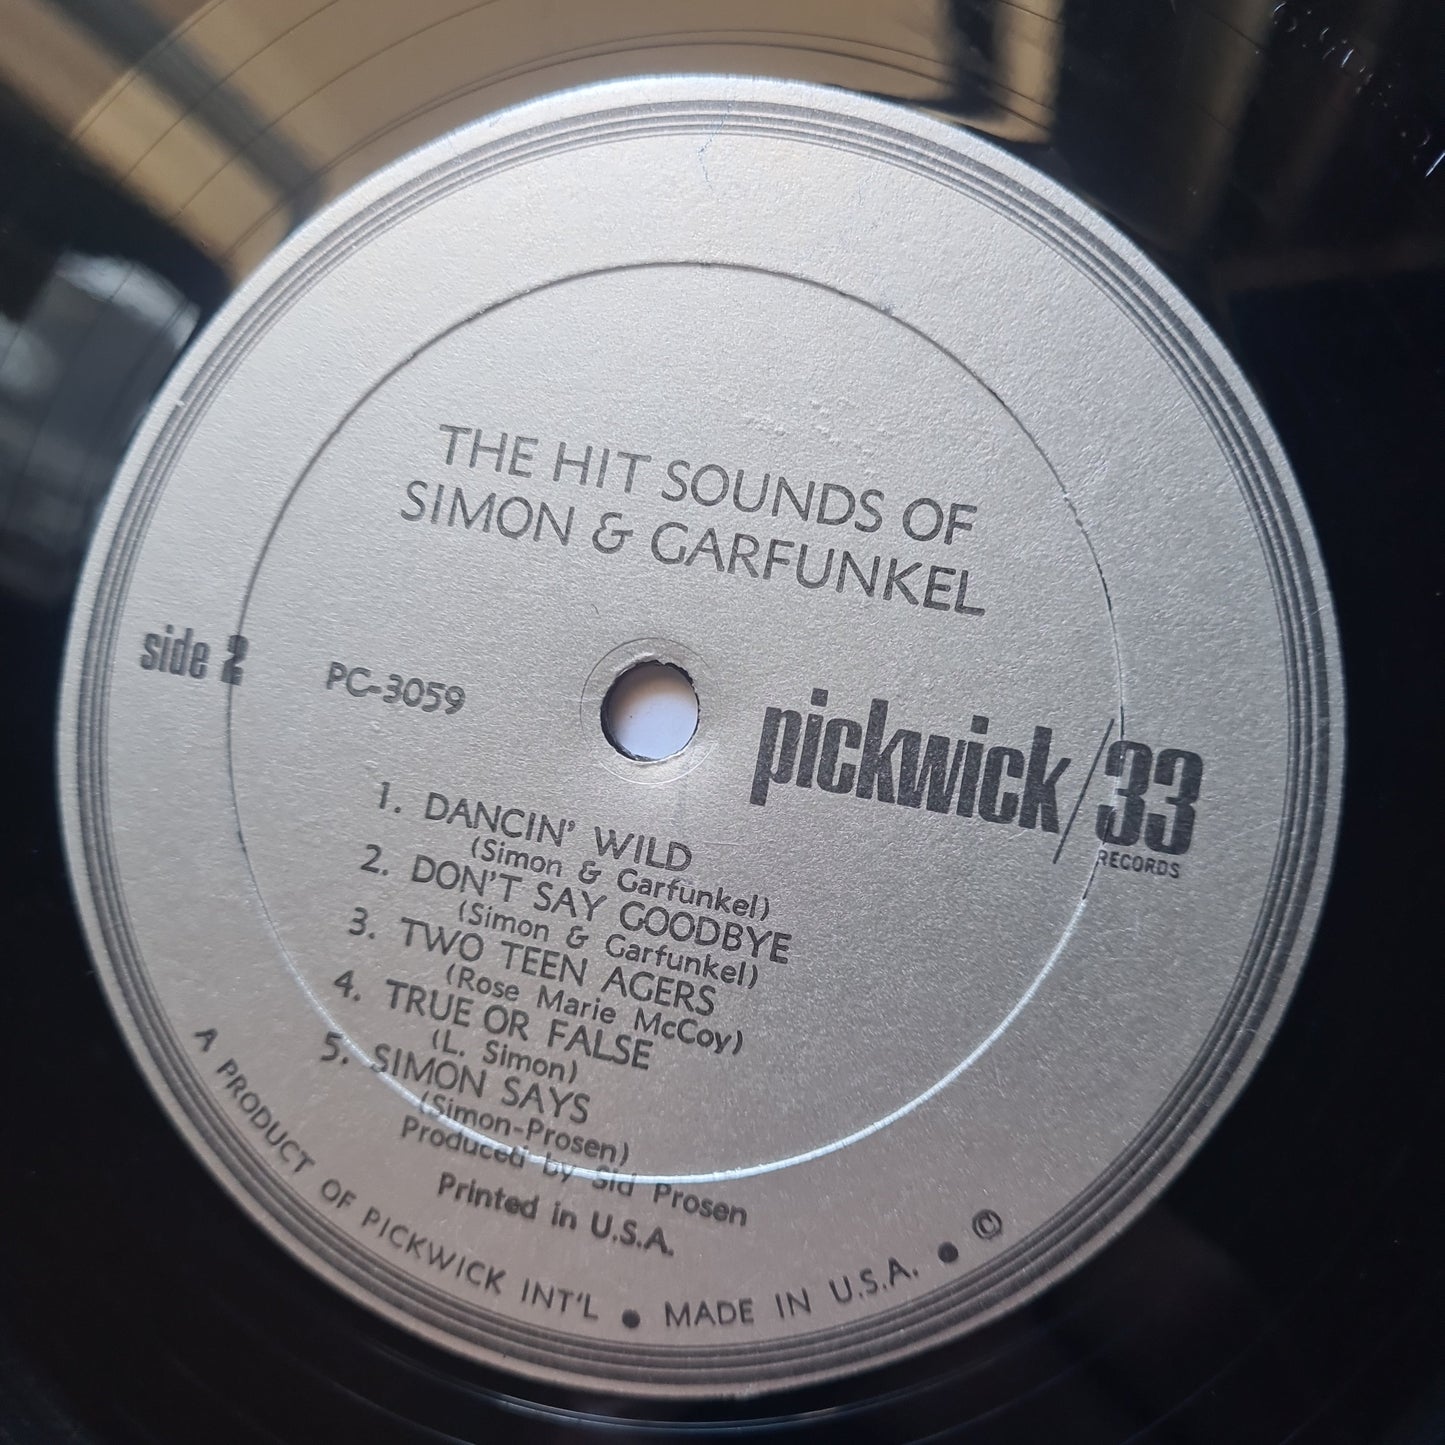 THE HIT SOUNDS OF
SIMON & GARFUNKEL
side 2
PC-3059
pickwick/33
RECORDS
1. DANCIN' WILD
(Simon & Garfunkel)
2. DON'T SAY GOODBYE
(Simon & Garfunkel)
3. TWO TEEN AGERS
(Rose Marie McCoy)
4. TRUE OR FALSE
(L. Simon)
5. SIMON SAYS
(Simon-Prosen)
Produced by Sid Prosen
Printed in U.S.A.
A PRODUCT OF PICKWICK INT'L • MADE IN U.S.A. • ©